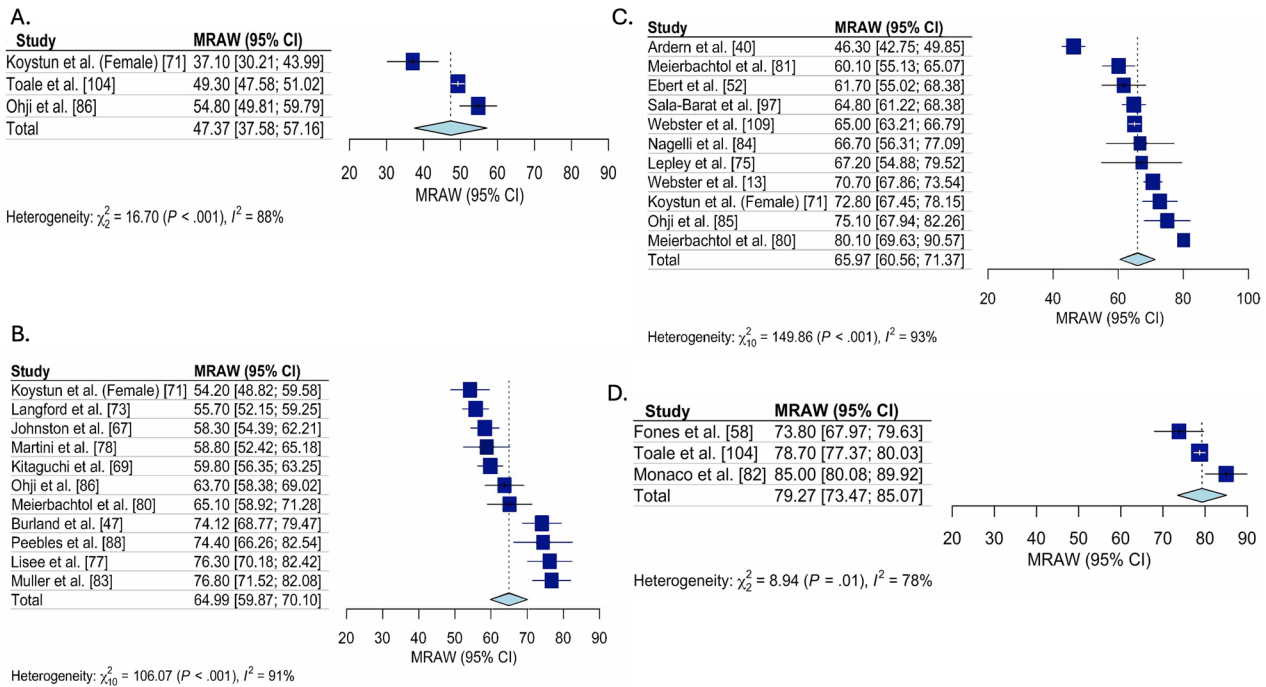 A.
Study MRAW (95% CI)
Koystun et al. (Female) [71] 37.10 [30.21; 43.99]
Toale et al. [104] 49.30 [47.58; 51.02]
Ohji et al. [86] 54.80 [49.81; 59.79]
Total 47.37 [37.58; 57.16]
20 30 40 50 60 70 80 90
MRAW (95% CI)
Heterogeneity: χ²₂ = 16.70 (P < .001), I² = 88%
B.
Study MRAW (95% CI)
Koystun et al. (Female) [71] 54.20 [48.82; 59.58]
Langford et al. [73] 55.70 [52.15; 59.25]
Johnston et al. [67] 58.30 [54.39; 62.21]
Martini et al. [78] 58.80 [52.42; 65.18]
Kitaguchi et al. [69] 59.80 [56.35; 63.25]
Ohji et al. [86] 63.70 [58.38; 69.02]
Meierbachtol et al. [80] 65.10 [58.92; 71.28]
Burland et al. [47] 74.12 [68.77; 79.47]
Peebles et al. [88] 74.40 [66.26; 82.54]
Lisee et al. [77] 76.30 [70.18; 82.42]
Muller et al. [83] 76.80 [71.52; 82.08]
Total 64.99 [59.87; 70.10]
20 30 40 50 60 70 80 90
MRAW (95% CI)
Heterogeneity: χ²₁₀ = 106.07 (P < .001), I² = 91%
C.
Study MRAW (95% CI)
Ardern et al. [40] 46.30 [42.75; 49.85]
Meierbachtol et al. [81] 60.10 [55.13; 65.07]
Ebert et al. [52] 61.70 [55.02; 68.38]
Sala-Barat et al. [97] 64.80 [61.22; 68.38]
Webster et al. [109] 65.00 [63.21; 66.79]
Nagelli et al. [84] 66.70 [56.31; 77.09]
Lepley et al. [75] 67.20 [54.88; 79.52]
Webster et al. [13] 70.70 [67.86; 73.54]
Koystun et al. (Female) [71] 72.80 [67.45; 78.15]
Ohji et al. [85] 75.10 [67.94; 82.26]
Meierbachtol et al. [80] 80.10 [69.63; 90.57]
Total 65.97 [60.56; 71.37]
20 40 60 80 100
MRAW (95% CI)
Heterogeneity: χ²₁₀ = 149.86 (P < .001), I² = 93%
D.
Study MRAW (95% CI)
Fones et al. [58] 73.80 [67.97; 79.63]
Toale et al. [104] 78.70 [77.37; 80.03]
Monaco et al. [82] 85.00 [80.08; 89.92]
Total 79.27 [73.47; 85.07]
20 30 40 50 60 70 80 90
MRAW (95% CI)
Heterogeneity: χ²₂ = 8.94 (P = .01), I² = 78%